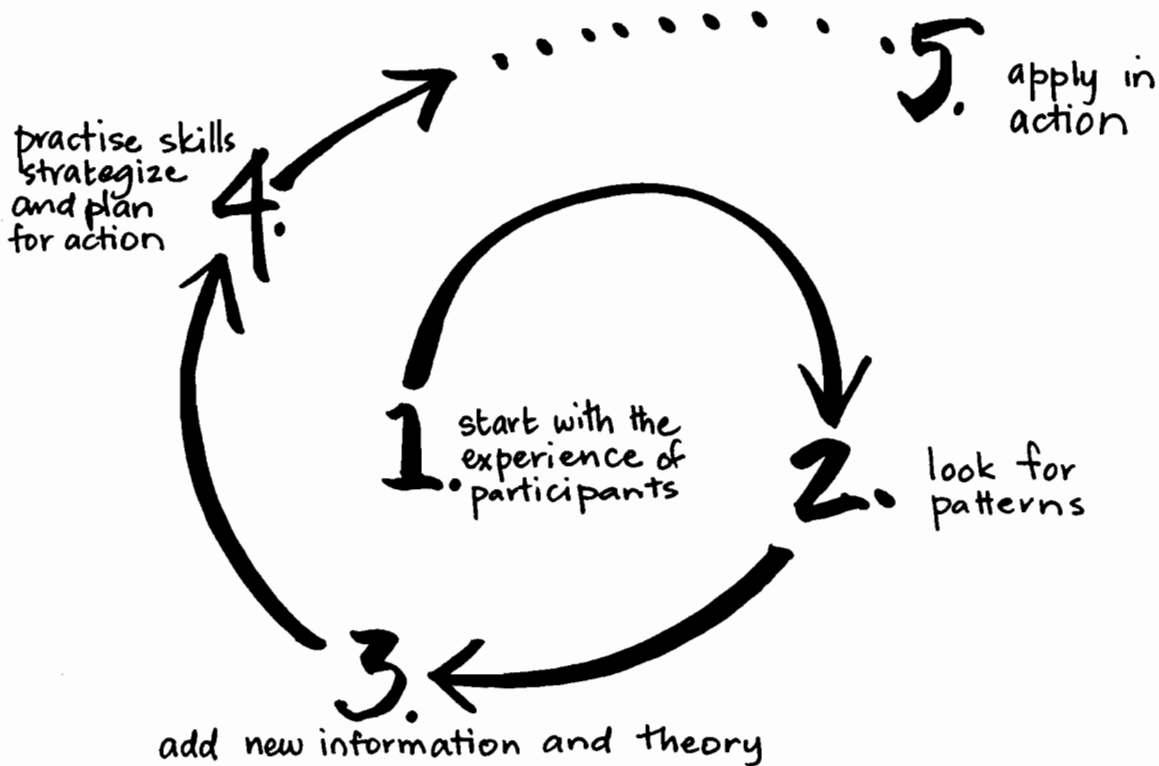 1. start with the
experience of
participants
2. look for
patterns
3.
add new information and theory
practise skills
strategize
and plan
for action
4.
5. apply in
action